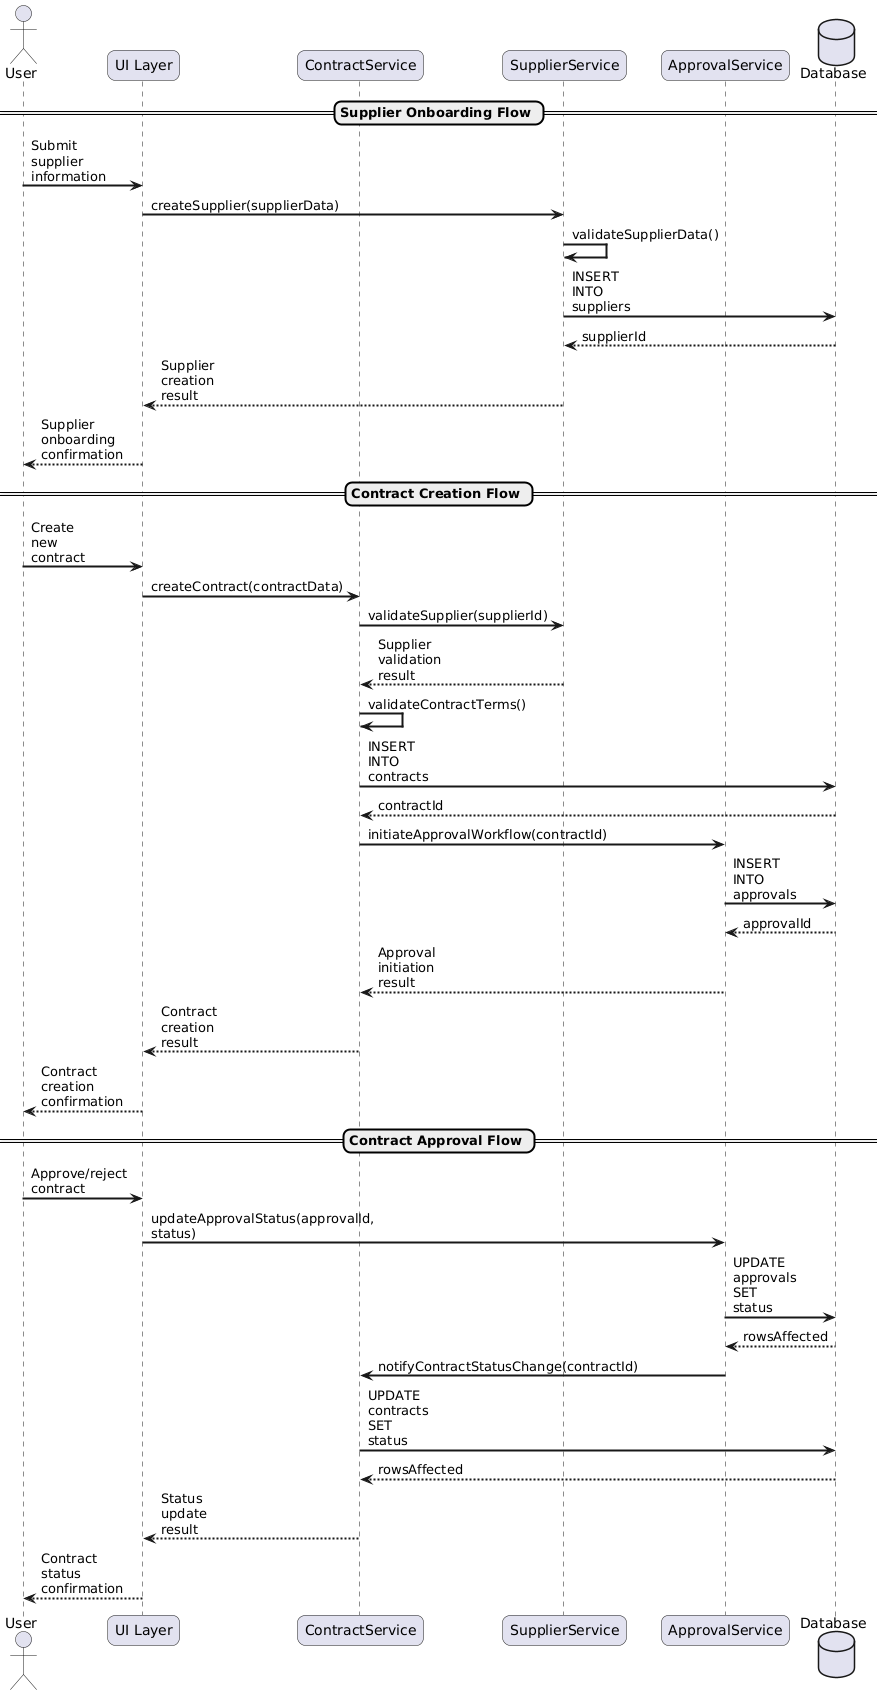 User
UI Layer
ContractService
SupplierService
ApprovalService
Database
Supplier Onboarding Flow
Submit
supplier
information
createSupplier(supplierData)
validateSupplierData()
INSERT
INTO
suppliers
supplierId
Supplier
creation
result
Supplier
onboarding
confirmation
Contract Creation Flow
Create
new
contract
createContract(contractData)
validateSupplier(supplierId)
Supplier
validation
result
validateContractTerms()
INSERT
INTO
contracts
contractId
initiateApprovalWorkflow(contractId)
INSERT
INTO
approvals
approvalId
Approval
initiation
result
Contract
creation
result
Contract
creation
confirmation
Contract Approval Flow
Approve/reject
contract
updateApprovalStatus(approvalId,
status)
UPDATE
approvals
SET
status
rowsAffected
notifyContractStatusChange(contractId)
UPDATE
contracts
SET
status
rowsAffected
Status
update
result
Contract
status
confirmation
User
UI Layer
ContractService
SupplierService
ApprovalService
Database